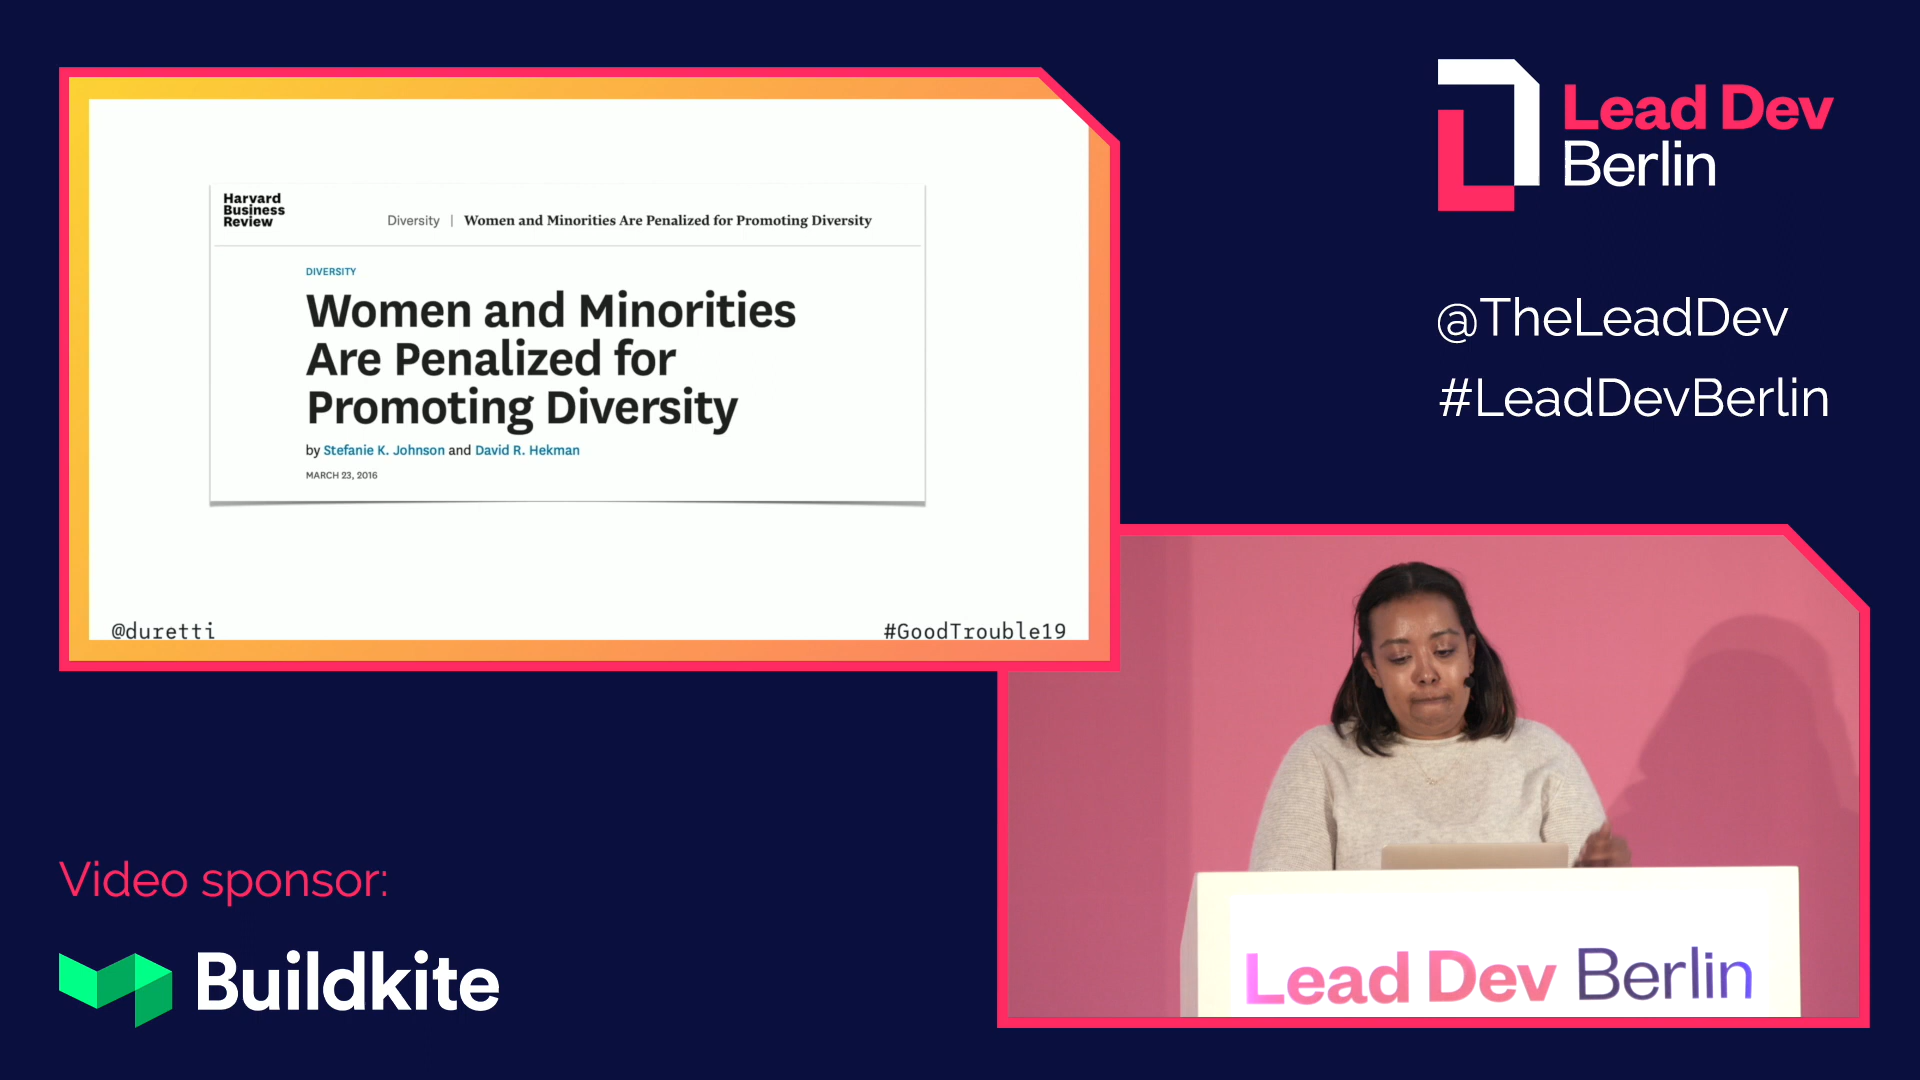 Harvard
Business
Review
Diversity | Women and Minorities Are Penalized for Promoting Diversity
DIVERSITY
Women and Minorities
Are Penalized for
Promoting Diversity
by Stefanie K. Johnson and David R. Hekman
MARCH 23, 2016
@duretti #GoodTrouble19
Lead Dev
Berlin
@TheLeadDev
#LeadDevBerlin
Lead Dev Berlin
Video sponsor:
Buildkite